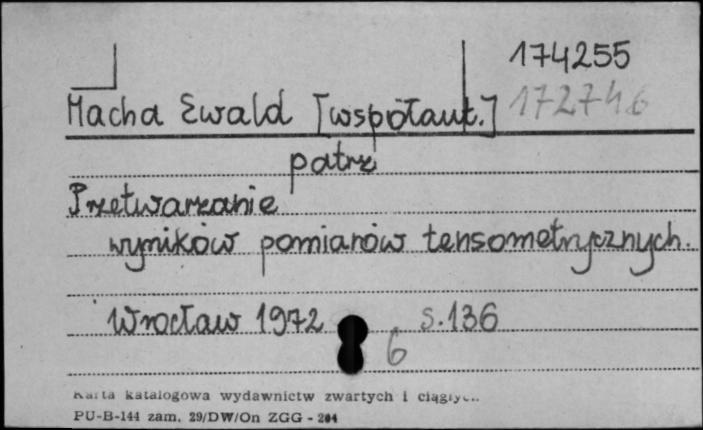 174255
Macha Ewald [współaut.] 172746
patrz
Przetwarzanie
wyników pomiarów tensometrycznych.
Wrocław 1972 s. 136
6
Karta katalogowa wydawnictw zwartych i ciągłych
PU-B-144 zam. 29/DW/On ZGG - 204